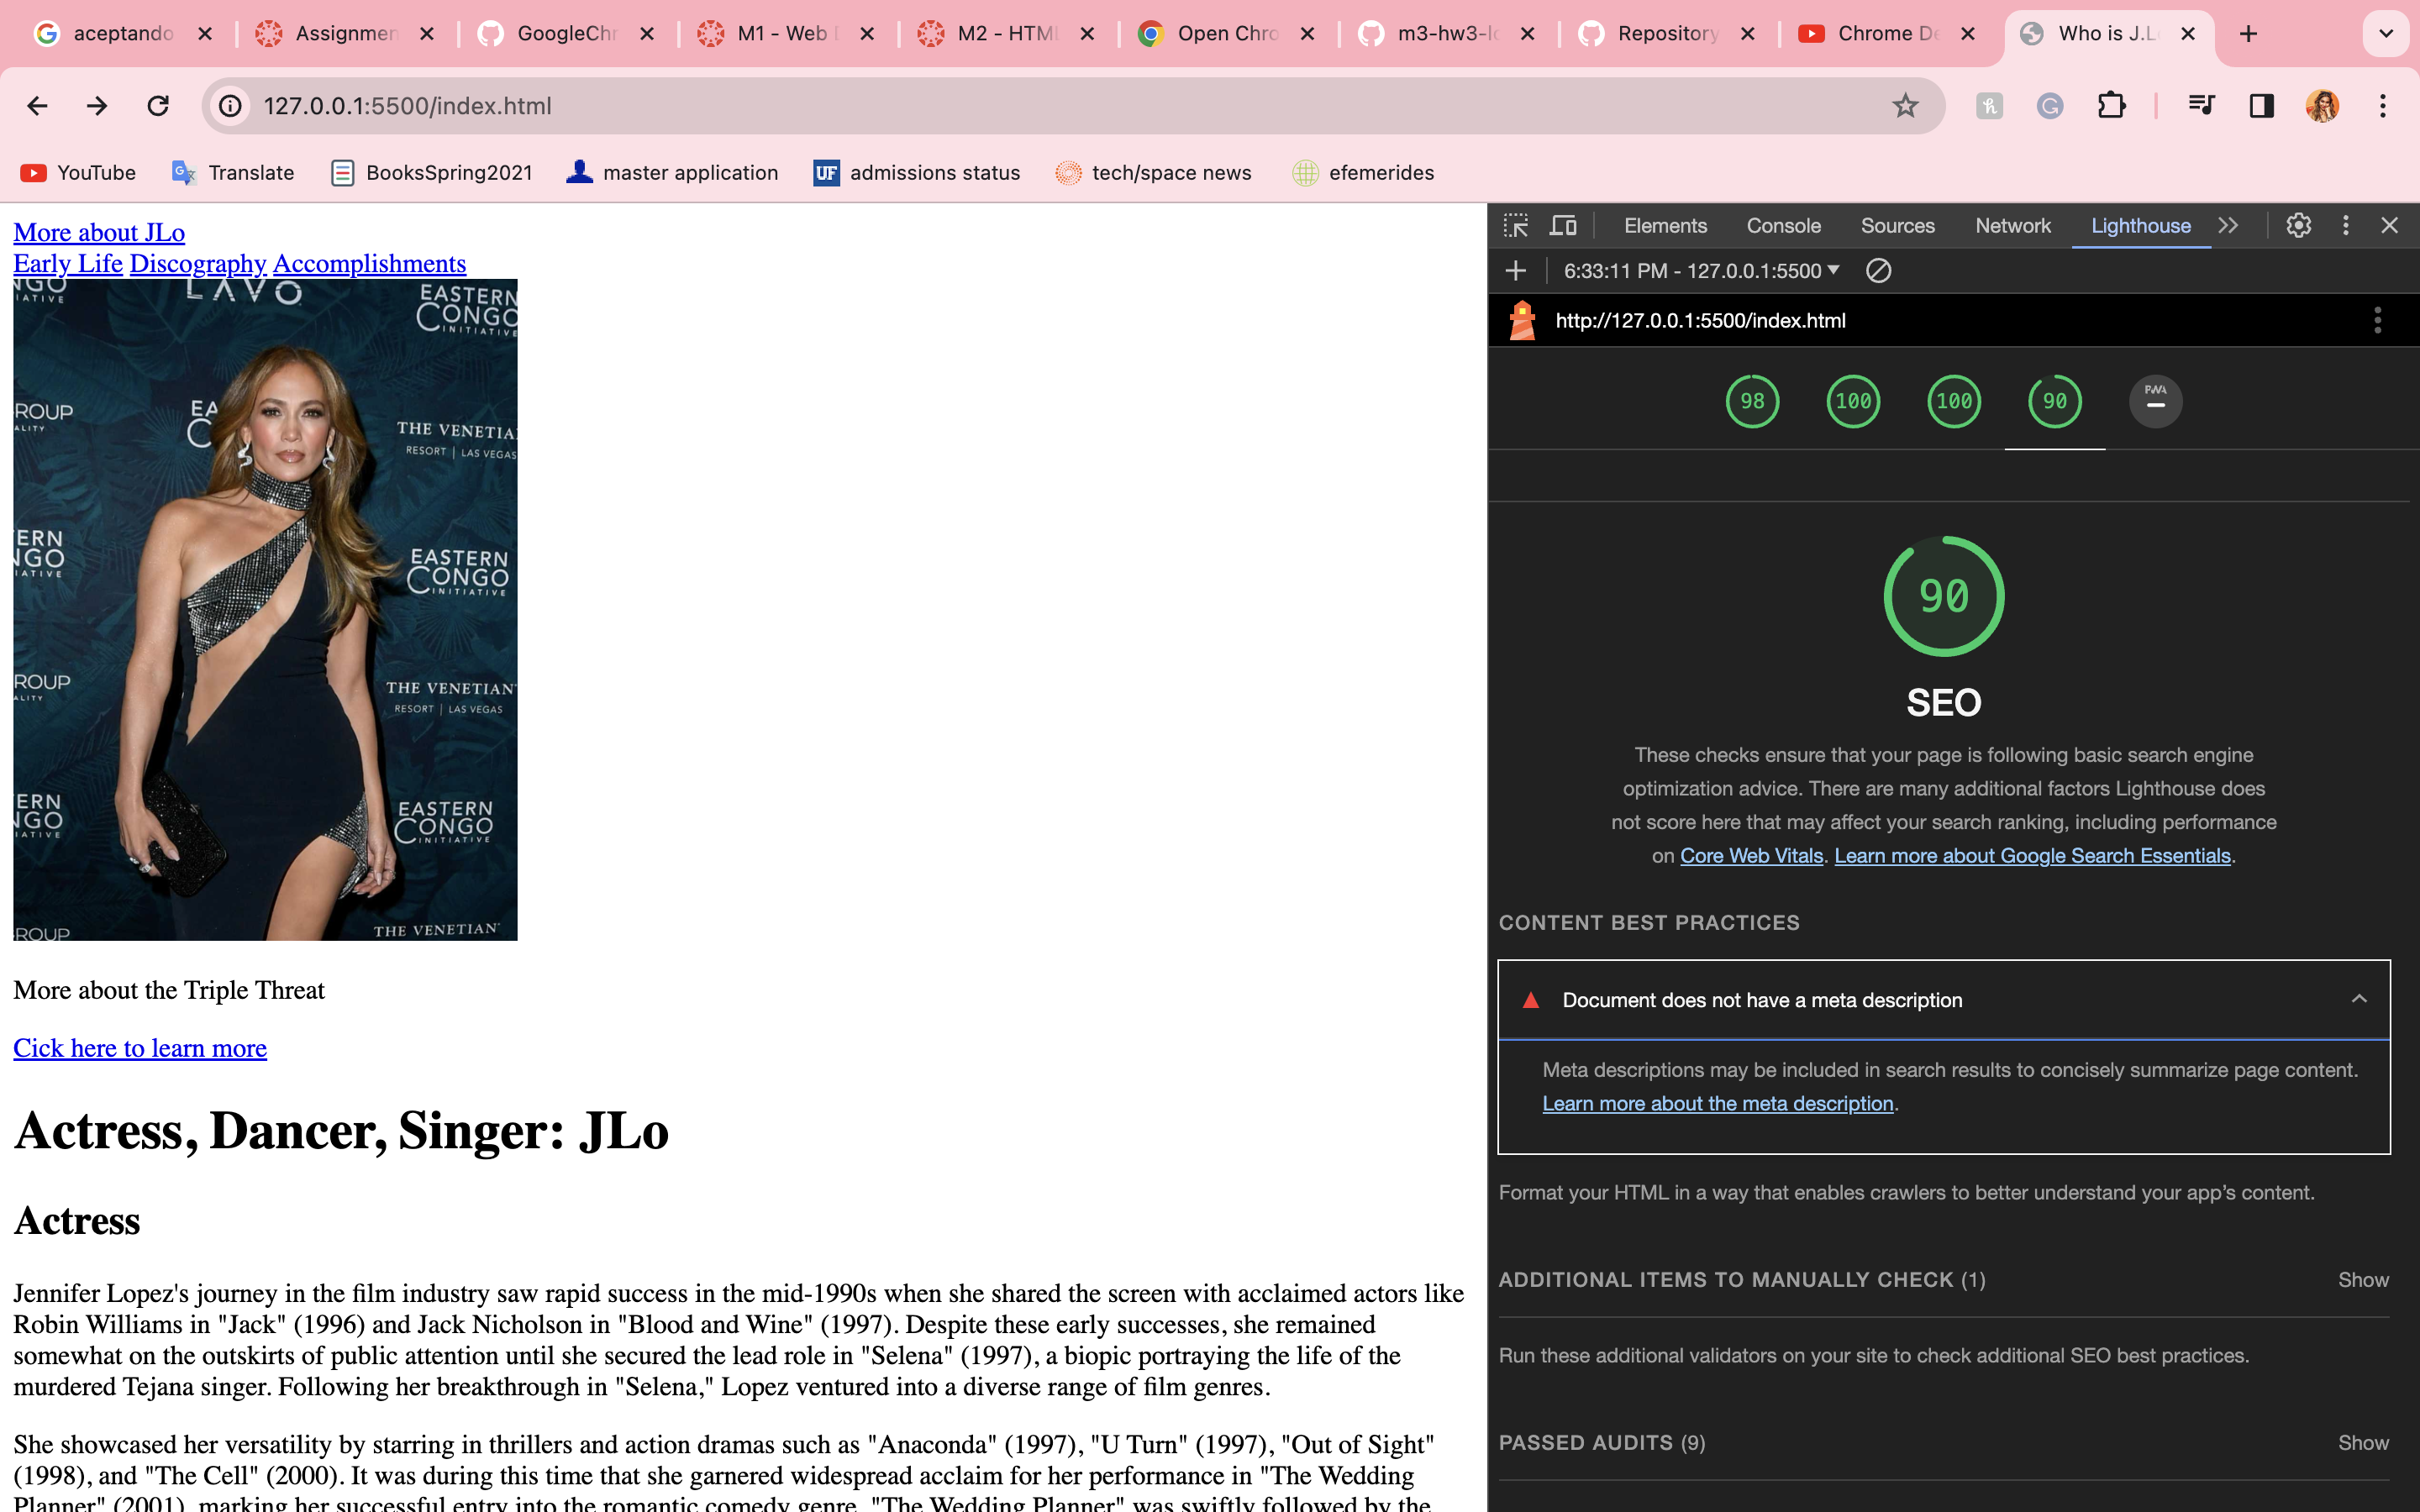 aceptando
Assignmen
GoogleChr
M1 - Web D
M2 - HTML
Open Chro
m3-hw3-lo
Repository
Chrome De
Who is J.Lo
127.0.0.1:5500/index.html
YouTube
Translate
BooksSpring2021
master application
UF admissions status
tech/space news
efemerides
More about JLo
Early Life Discography Accomplishments
NGO
IATIVE
LAVO
EASTERN
CONGO
INITIATIVE
ROUP
ALITY
EA
C
THE VENETIA
RESORT | LAS VEGAS
ERN
NGO
IATIVE
EASTERN
CONGO
INITIATIVE
ROUP
ALITY
THE VENETIAN
RESORT | LAS VEGAS
ERN
NGO
IATIVE
EASTERN
CONGO
INITIATIVE
ROUP
THE VENETIAN
More about the Triple Threat
Cick here to learn more
Actress, Dancer, Singer: JLo
Actress
Jennifer Lopez's journey in the film industry saw rapid success in the mid-1990s when she shared the screen with acclaimed actors like
Robin Williams in "Jack" (1996) and Jack Nicholson in "Blood and Wine" (1997). Despite these early successes, she remained
somewhat on the outskirts of public attention until she secured the lead role in "Selena" (1997), a biopic portraying the life of the
murdered Tejana singer. Following her breakthrough in "Selena," Lopez ventured into a diverse range of film genres.
She showcased her versatility by starring in thrillers and action dramas such as "Anaconda" (1997), "U Turn" (1997), "Out of Sight"
(1998), and "The Cell" (2000). It was during this time that she garnered widespread acclaim for her performance in "The Wedding
Planner" (2001), marking her successful entry into the romantic comedy genre. "The Wedding Planner" was swiftly followed by the
Elements Console Sources Network Lighthouse
6:33:11 PM - 127.0.0.1:5500
http://127.0.0.1:5500/index.html
98 100 100 90 PWA
90
SEO
These checks ensure that your page is following basic search engine
optimization advice. There are many additional factors Lighthouse does
not score here that may affect your search ranking, including performance
on Core Web Vitals. Learn more about Google Search Essentials.
CONTENT BEST PRACTICES
Document does not have a meta description
Meta descriptions may be included in search results to concisely summarize page content.
Learn more about the meta description.
Format your HTML in a way that enables crawlers to better understand your app’s content.
ADDITIONAL ITEMS TO MANUALLY CHECK (1) Show
Run these additional validators on your site to check additional SEO best practices.
PASSED AUDITS (9) Show